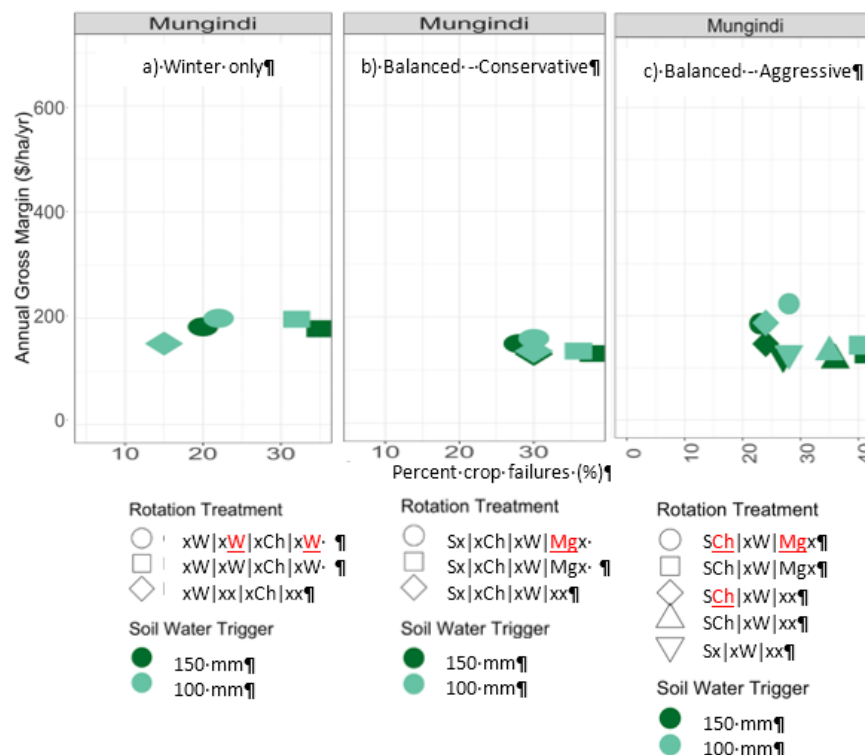 Mungindi
Mungindi
Mungindi
a)·Winter·only¶
b)·Balanced·–·Conservative¶
c)·Balanced·–·Aggressive¶
Annual Gross Margin ($/ha/yr)
600
400
200
0
10 20 30
10 20 30
0 10 20 30 40
Percent·crop·failures·(%)¶
Rotation Treatment
xW|xW|xCh|xW· ¶
xW|xW|xCh|xW· ¶
xW|xx|xCh|xx¶
Soil Water Trigger
150·mm¶
100·mm¶
Rotation Treatment
Sx|xCh|xW|Mgx·
Sx|xCh|xW|Mgx· ¶
Sx|xCh|xW|xx¶
Soil Water Trigger
150·mm¶
100·mm¶
Rotation Treatment
SCh|xW|Mgx¶
SCh|xW|Mgx¶
SCh|xW|xx¶
SCh|xW|xx¶
Sx|xW|xx¶
Soil Water Trigger
150·mm¶
100·mm¶